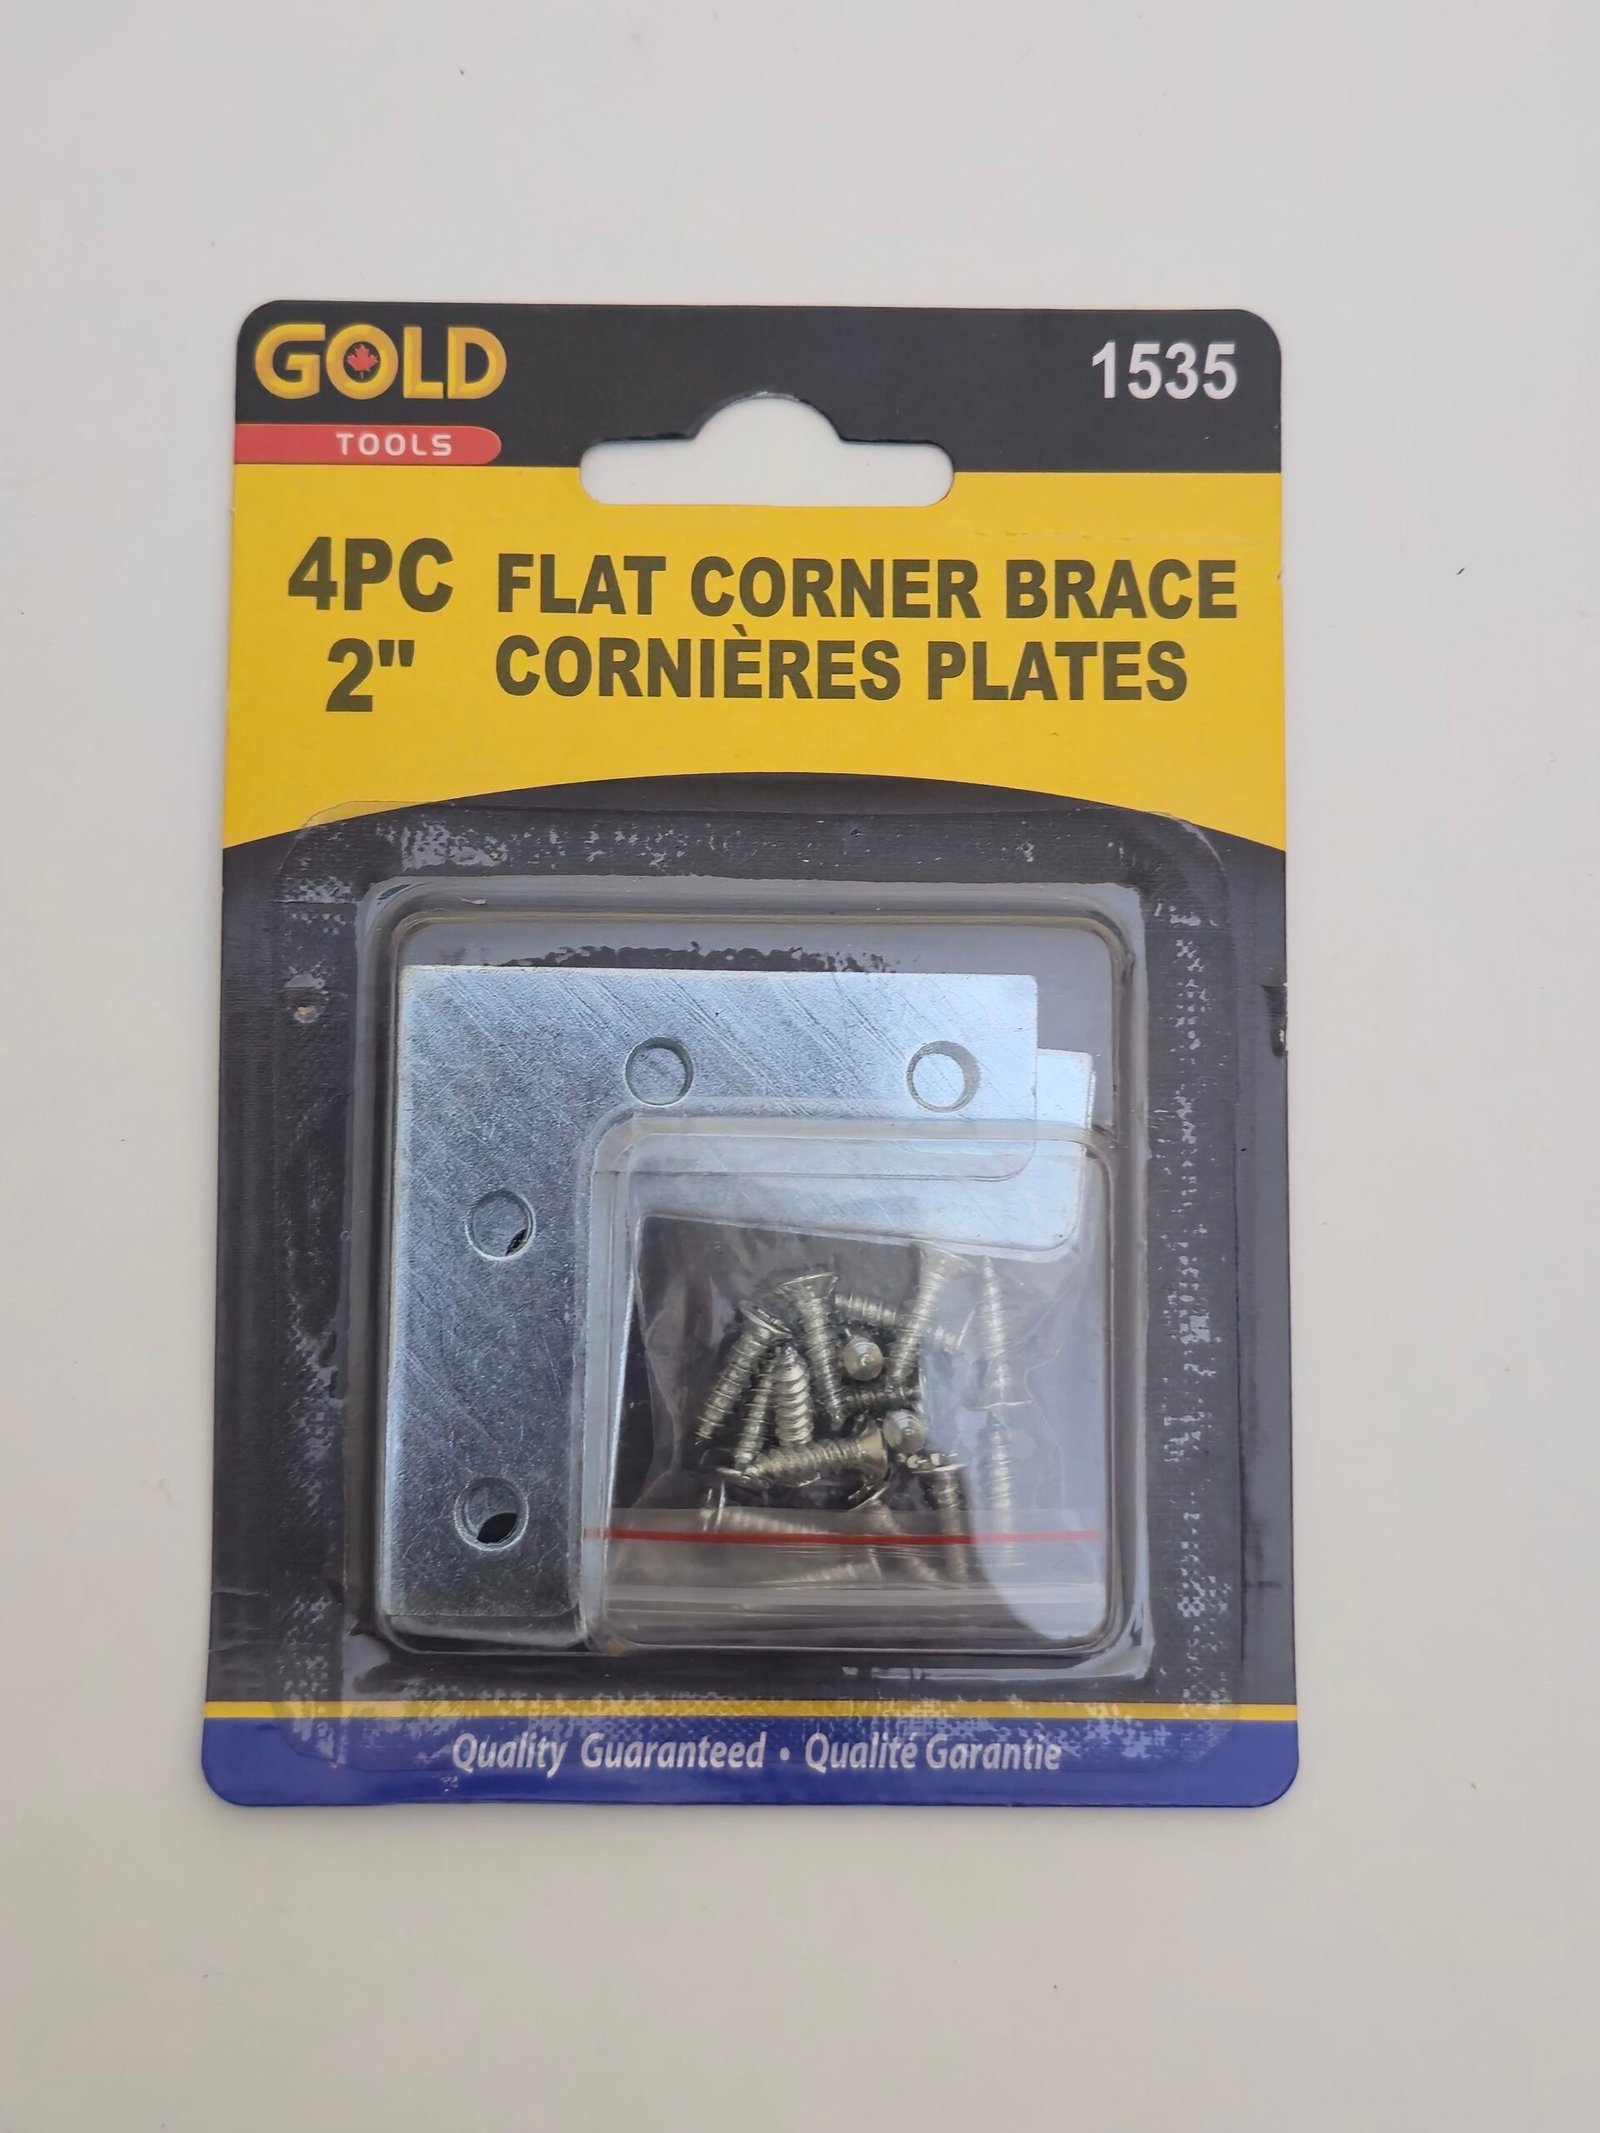 GOLD
TOOLS
1535
4PC FLAT CORNER BRACE
2" CORNIÈRES PLATES
Quality Guaranteed • Qualité Garantie